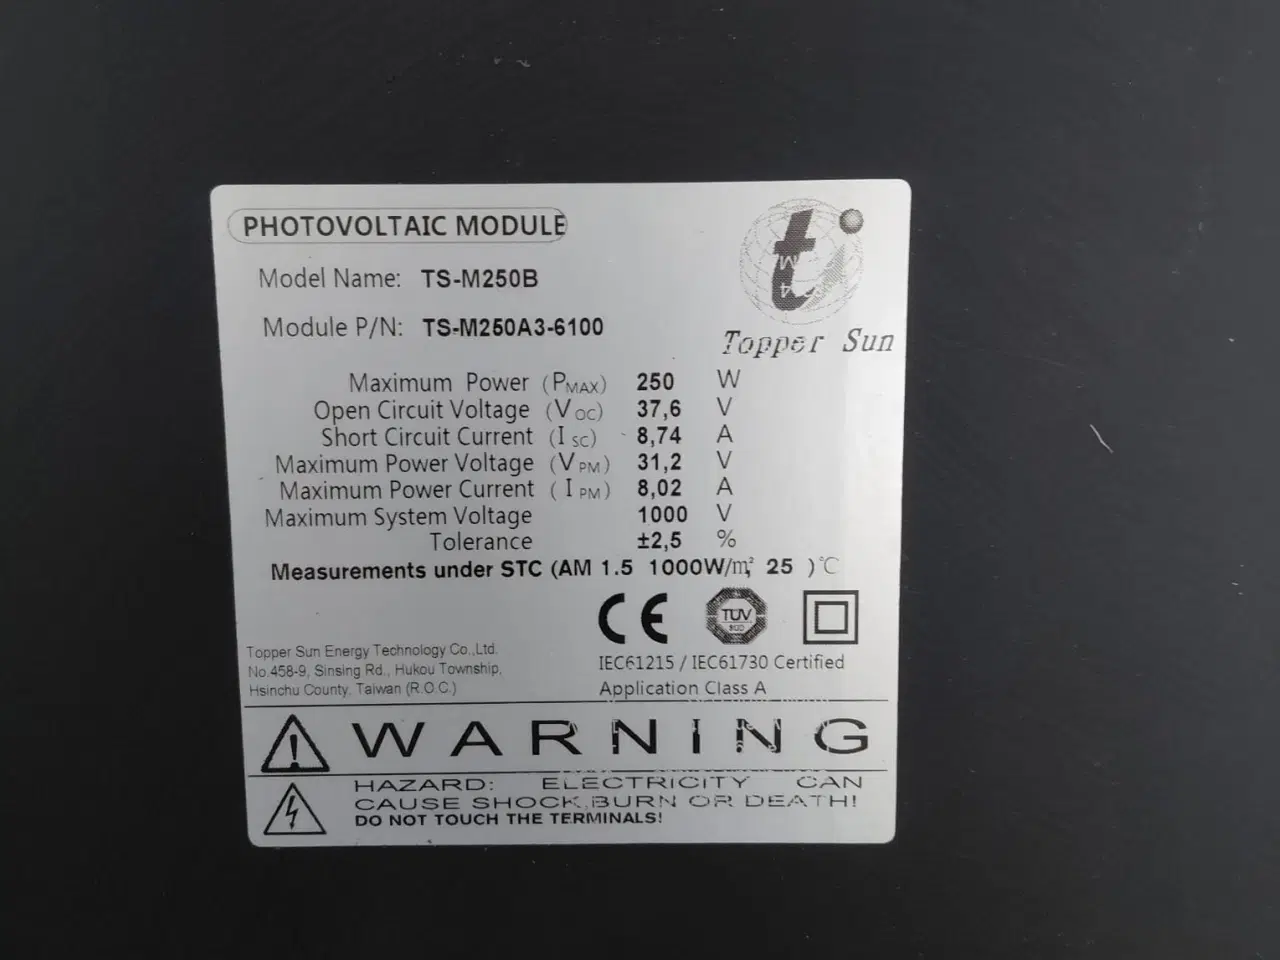 PHOTOVOLTAIC MODULE
Model Name: TS-M250B
Module P/N: TS-M250A3-6100
ti
Topper Sun
Maximum Power (PMAX) 250 W
Open Circuit Voltage (VOC) 37,6 V
Short Circuit Current (ISC) 8,74 A
Maximum Power Voltage (VPM) 31,2 V
Maximum Power Current (IPM) 8,02 A
Maximum System Voltage 1000 V
Tolerance ±2,5 %
Measurements under STC (AM 1.5 1000W/m², 25 )℃
CE TÜV
Topper Sun Energy Technology Co.,Ltd.
No.458-9, Sinsing Rd., Hukou Township,
Hsinchu County, Taiwan (R.O.C.)
IEC61215 / IEC61730 Certified
Application Class A
WARNING
HAZARD: ELECTRICITY CAN
CAUSE SHOCK,BURN OR DEATH!
DO NOT TOUCH THE TERMINALS!